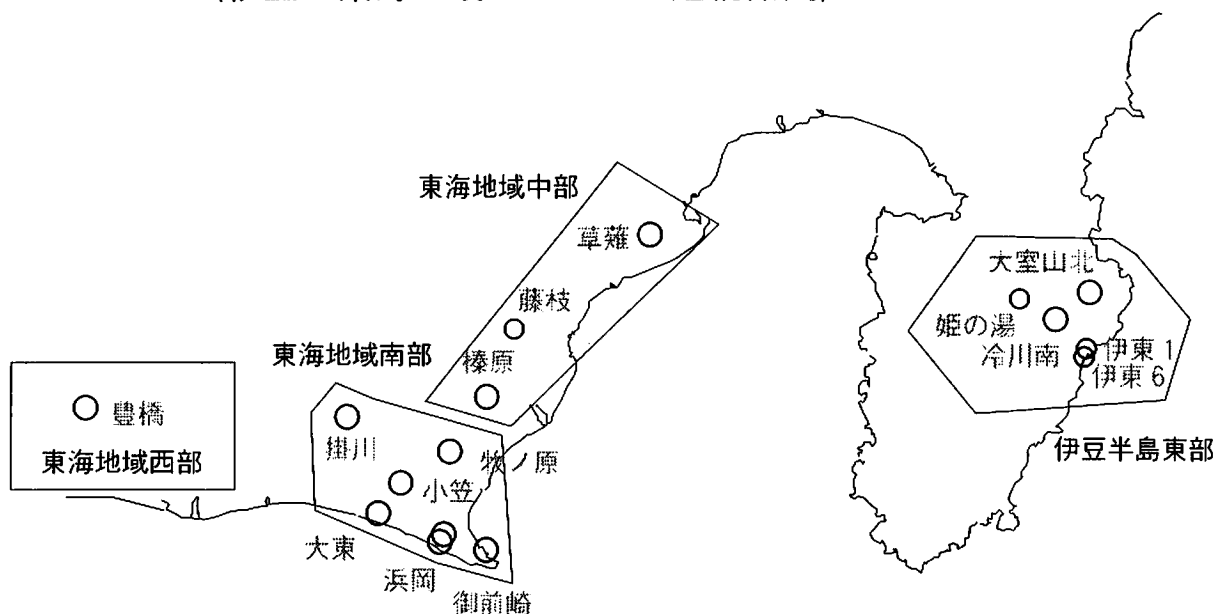 東海地域中部
草薙
藤枝
榛原
東海地域南部
掛川
牧ノ原
小笠
大東
浜岡
御前崎
豊橋
東海地域西部
大室山北
姫の湯
冷川南
伊東1
伊東6
伊豆半島東部